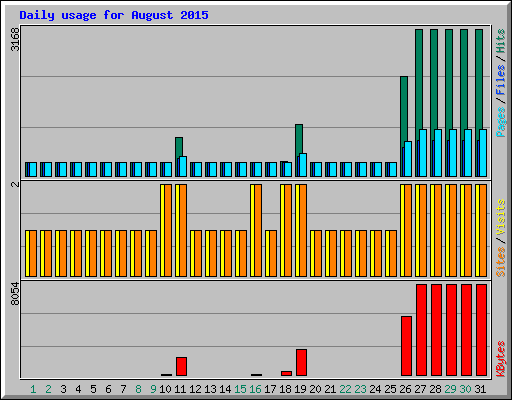 Daily usage for August 2015
3168
Pages / Files / Hits
2
Sites / Visits
8054
KBytes
1 2 3 4 5 6 7 8 9 10 11 12 13 14 15 16 17 18 19 20 21 22 23 24 25 26 27 28 29 30 31